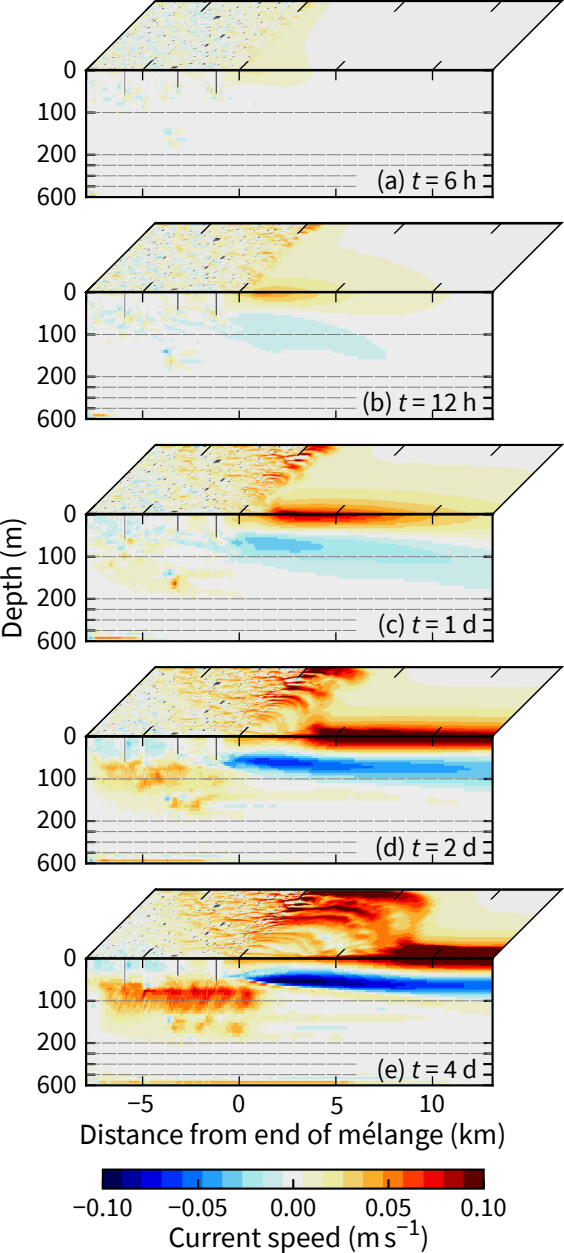 0
100
200
600
(a) t = 6 h
0
100
200
600
(b) t = 12 h
0
100
200
600
(c) t = 1 d
Depth (m)
0
100
200
600
(d) t = 2 d
0
100
200
600
(e) t = 4 d
−5 0 5 10
Distance from end of mélange (km)
−0.10 −0.05 0.00 0.05 0.10
Current speed (m s⁻¹)